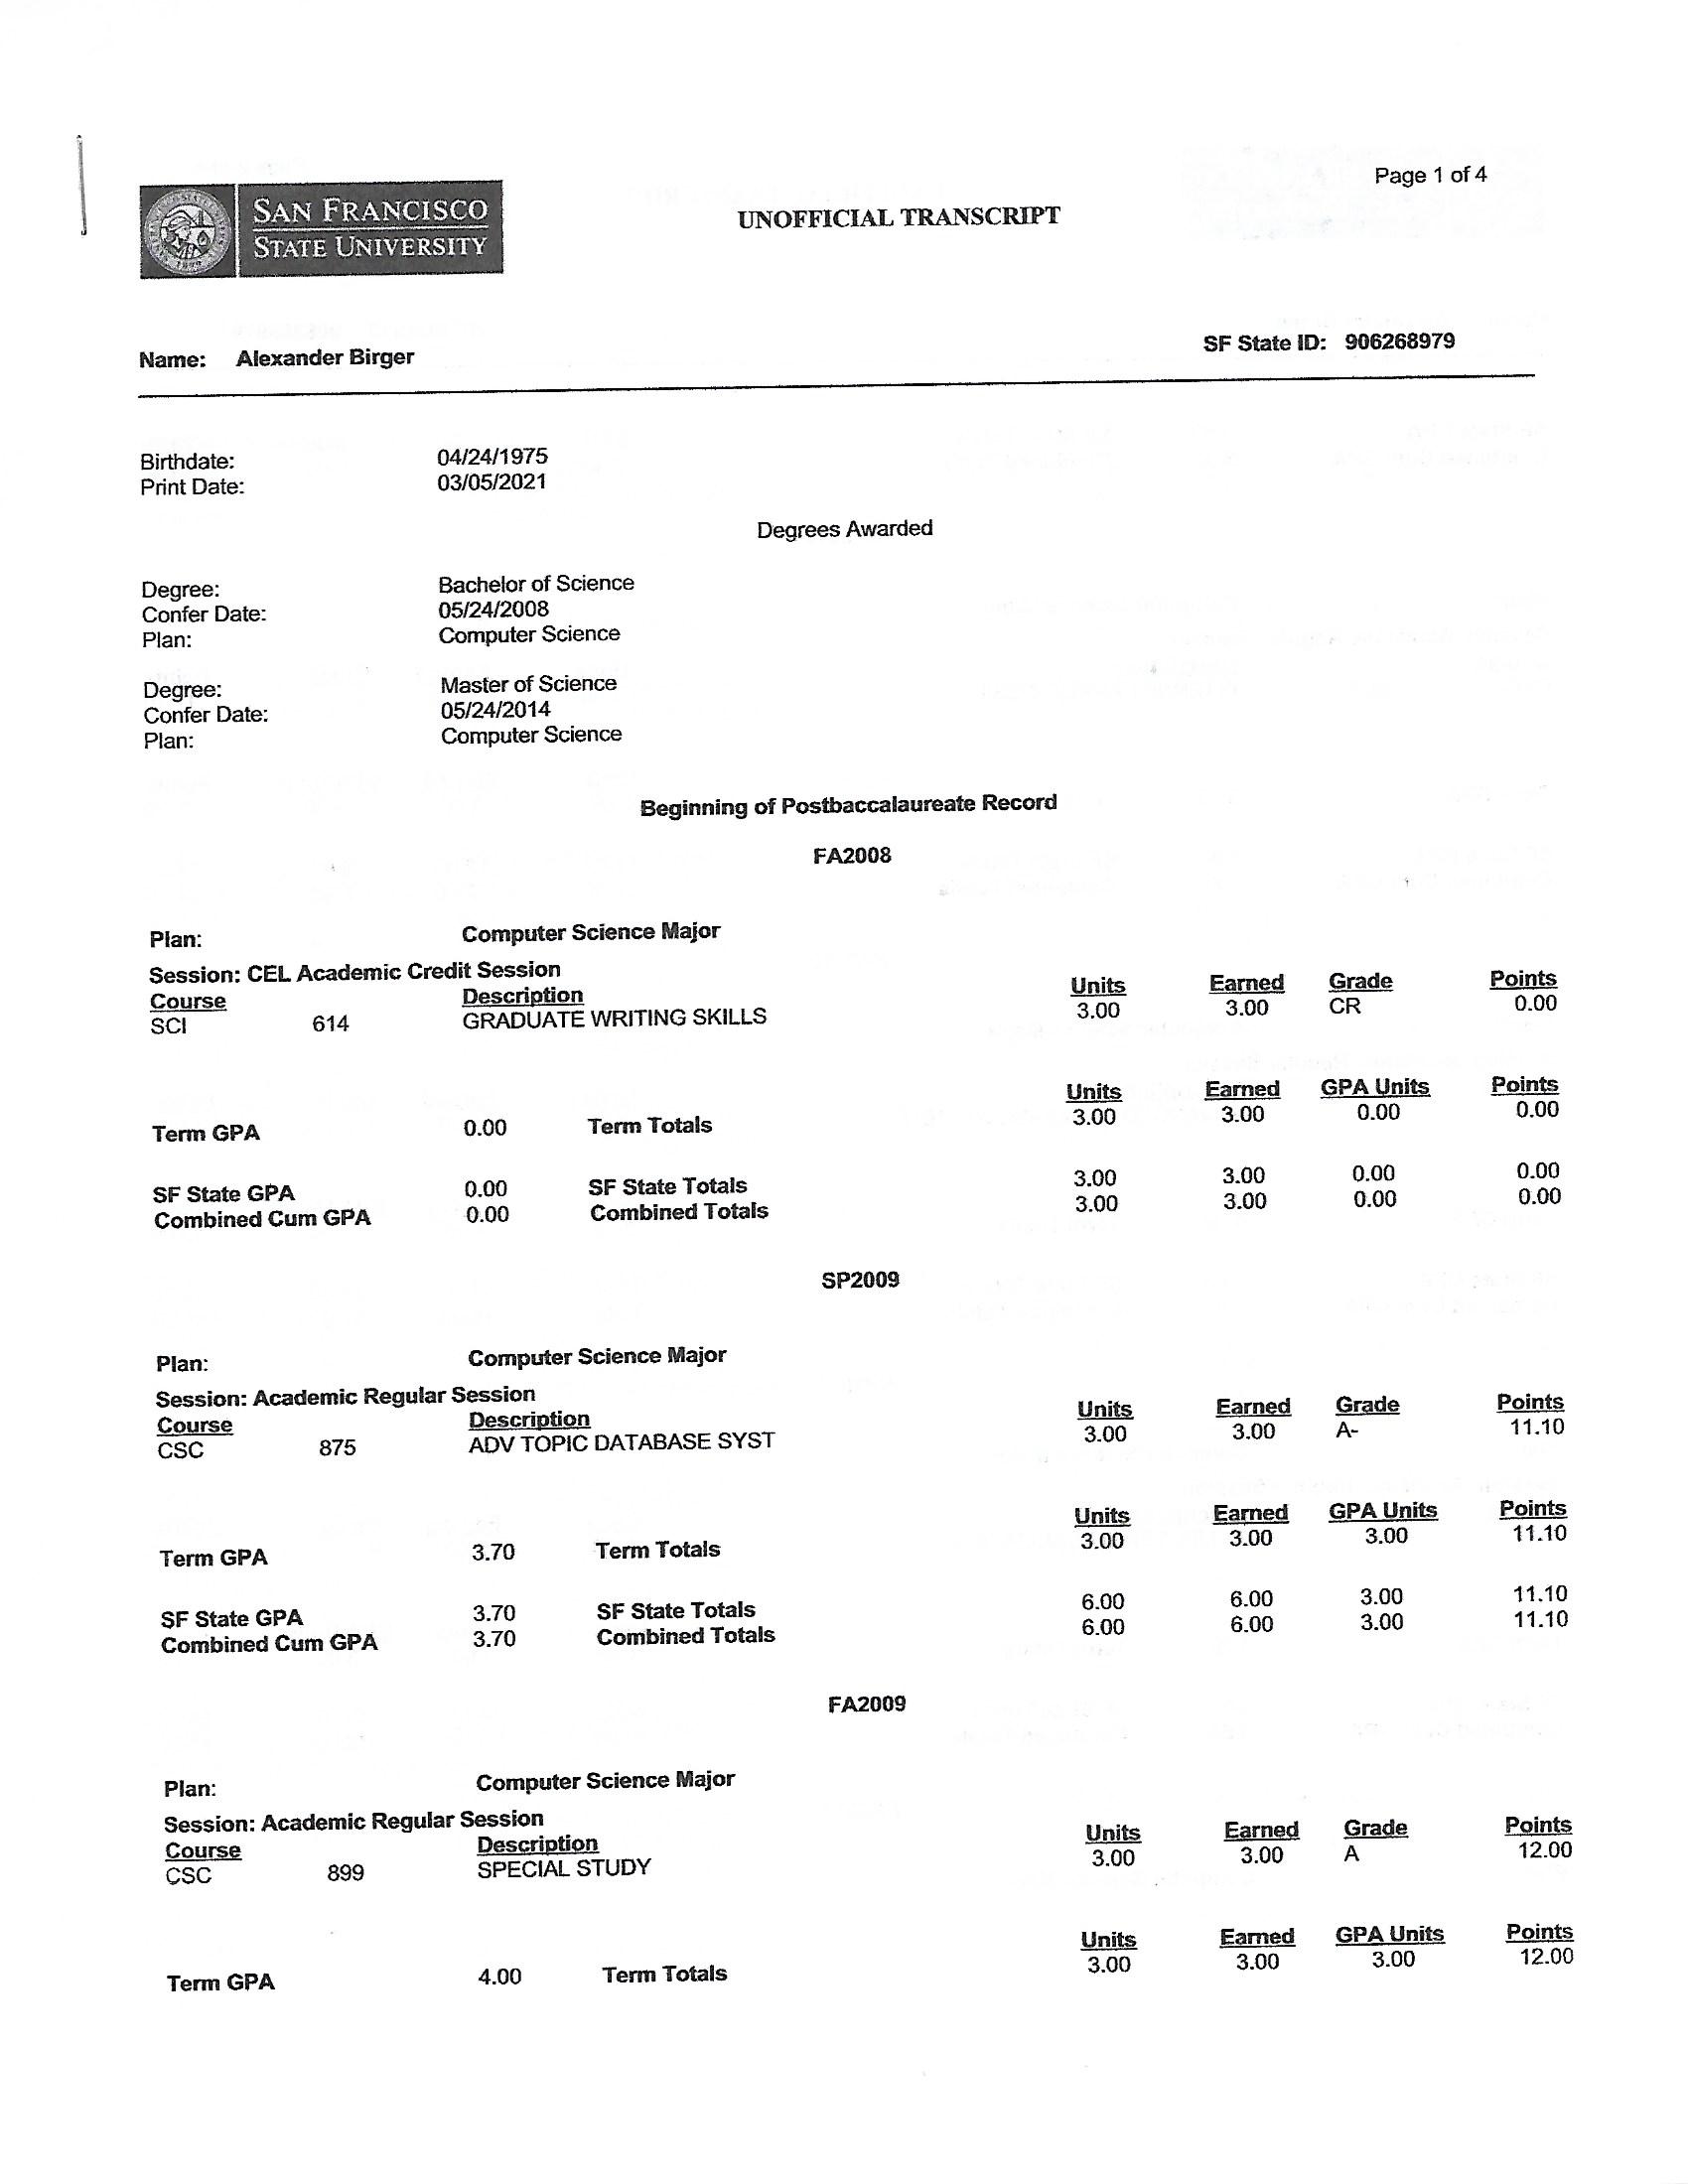 Page 1 of 4
SAN FRANCISCO
STATE UNIVERSITY
UNOFFICIAL TRANSCRIPT
Name: Alexander Birger SF State ID: 906268979
Birthdate: 04/24/1975
Print Date: 03/05/2021
Degrees Awarded
Degree: Bachelor of Science
Confer Date: 05/24/2008
Plan: Computer Science
Degree: Master of Science
Confer Date: 05/24/2014
Plan: Computer Science
Beginning of Postbaccalaureate Record
FA2008
Plan: Computer Science Major
Session: CEL Academic Credit Session
Course Description Units Earned Grade Points
SCI 614 GRADUATE WRITING SKILLS 3.00 3.00 CR 0.00
Units Earned GPA Units Points
Term GPA 0.00 Term Totals 3.00 3.00 0.00 0.00
SF State GPA 0.00 SF State Totals 3.00 3.00 0.00 0.00
Combined Cum GPA 0.00 Combined Totals 3.00 3.00 0.00 0.00
SP2009
Plan: Computer Science Major
Session: Academic Regular Session
Course Description Units Earned Grade Points
CSC 875 ADV TOPIC DATABASE SYST 3.00 3.00 A- 11.10
Units Earned GPA Units Points
Term GPA 3.70 Term Totals 3.00 3.00 3.00 11.10
SF State GPA 3.70 SF State Totals 6.00 6.00 3.00 11.10
Combined Cum GPA 3.70 Combined Totals 6.00 6.00 3.00 11.10
FA2009
Plan: Computer Science Major
Session: Academic Regular Session
Course Description Units Earned Grade Points
CSC 899 SPECIAL STUDY 3.00 3.00 A 12.00
Units Earned GPA Units Points
Term GPA 4.00 Term Totals 3.00 3.00 3.00 12.00